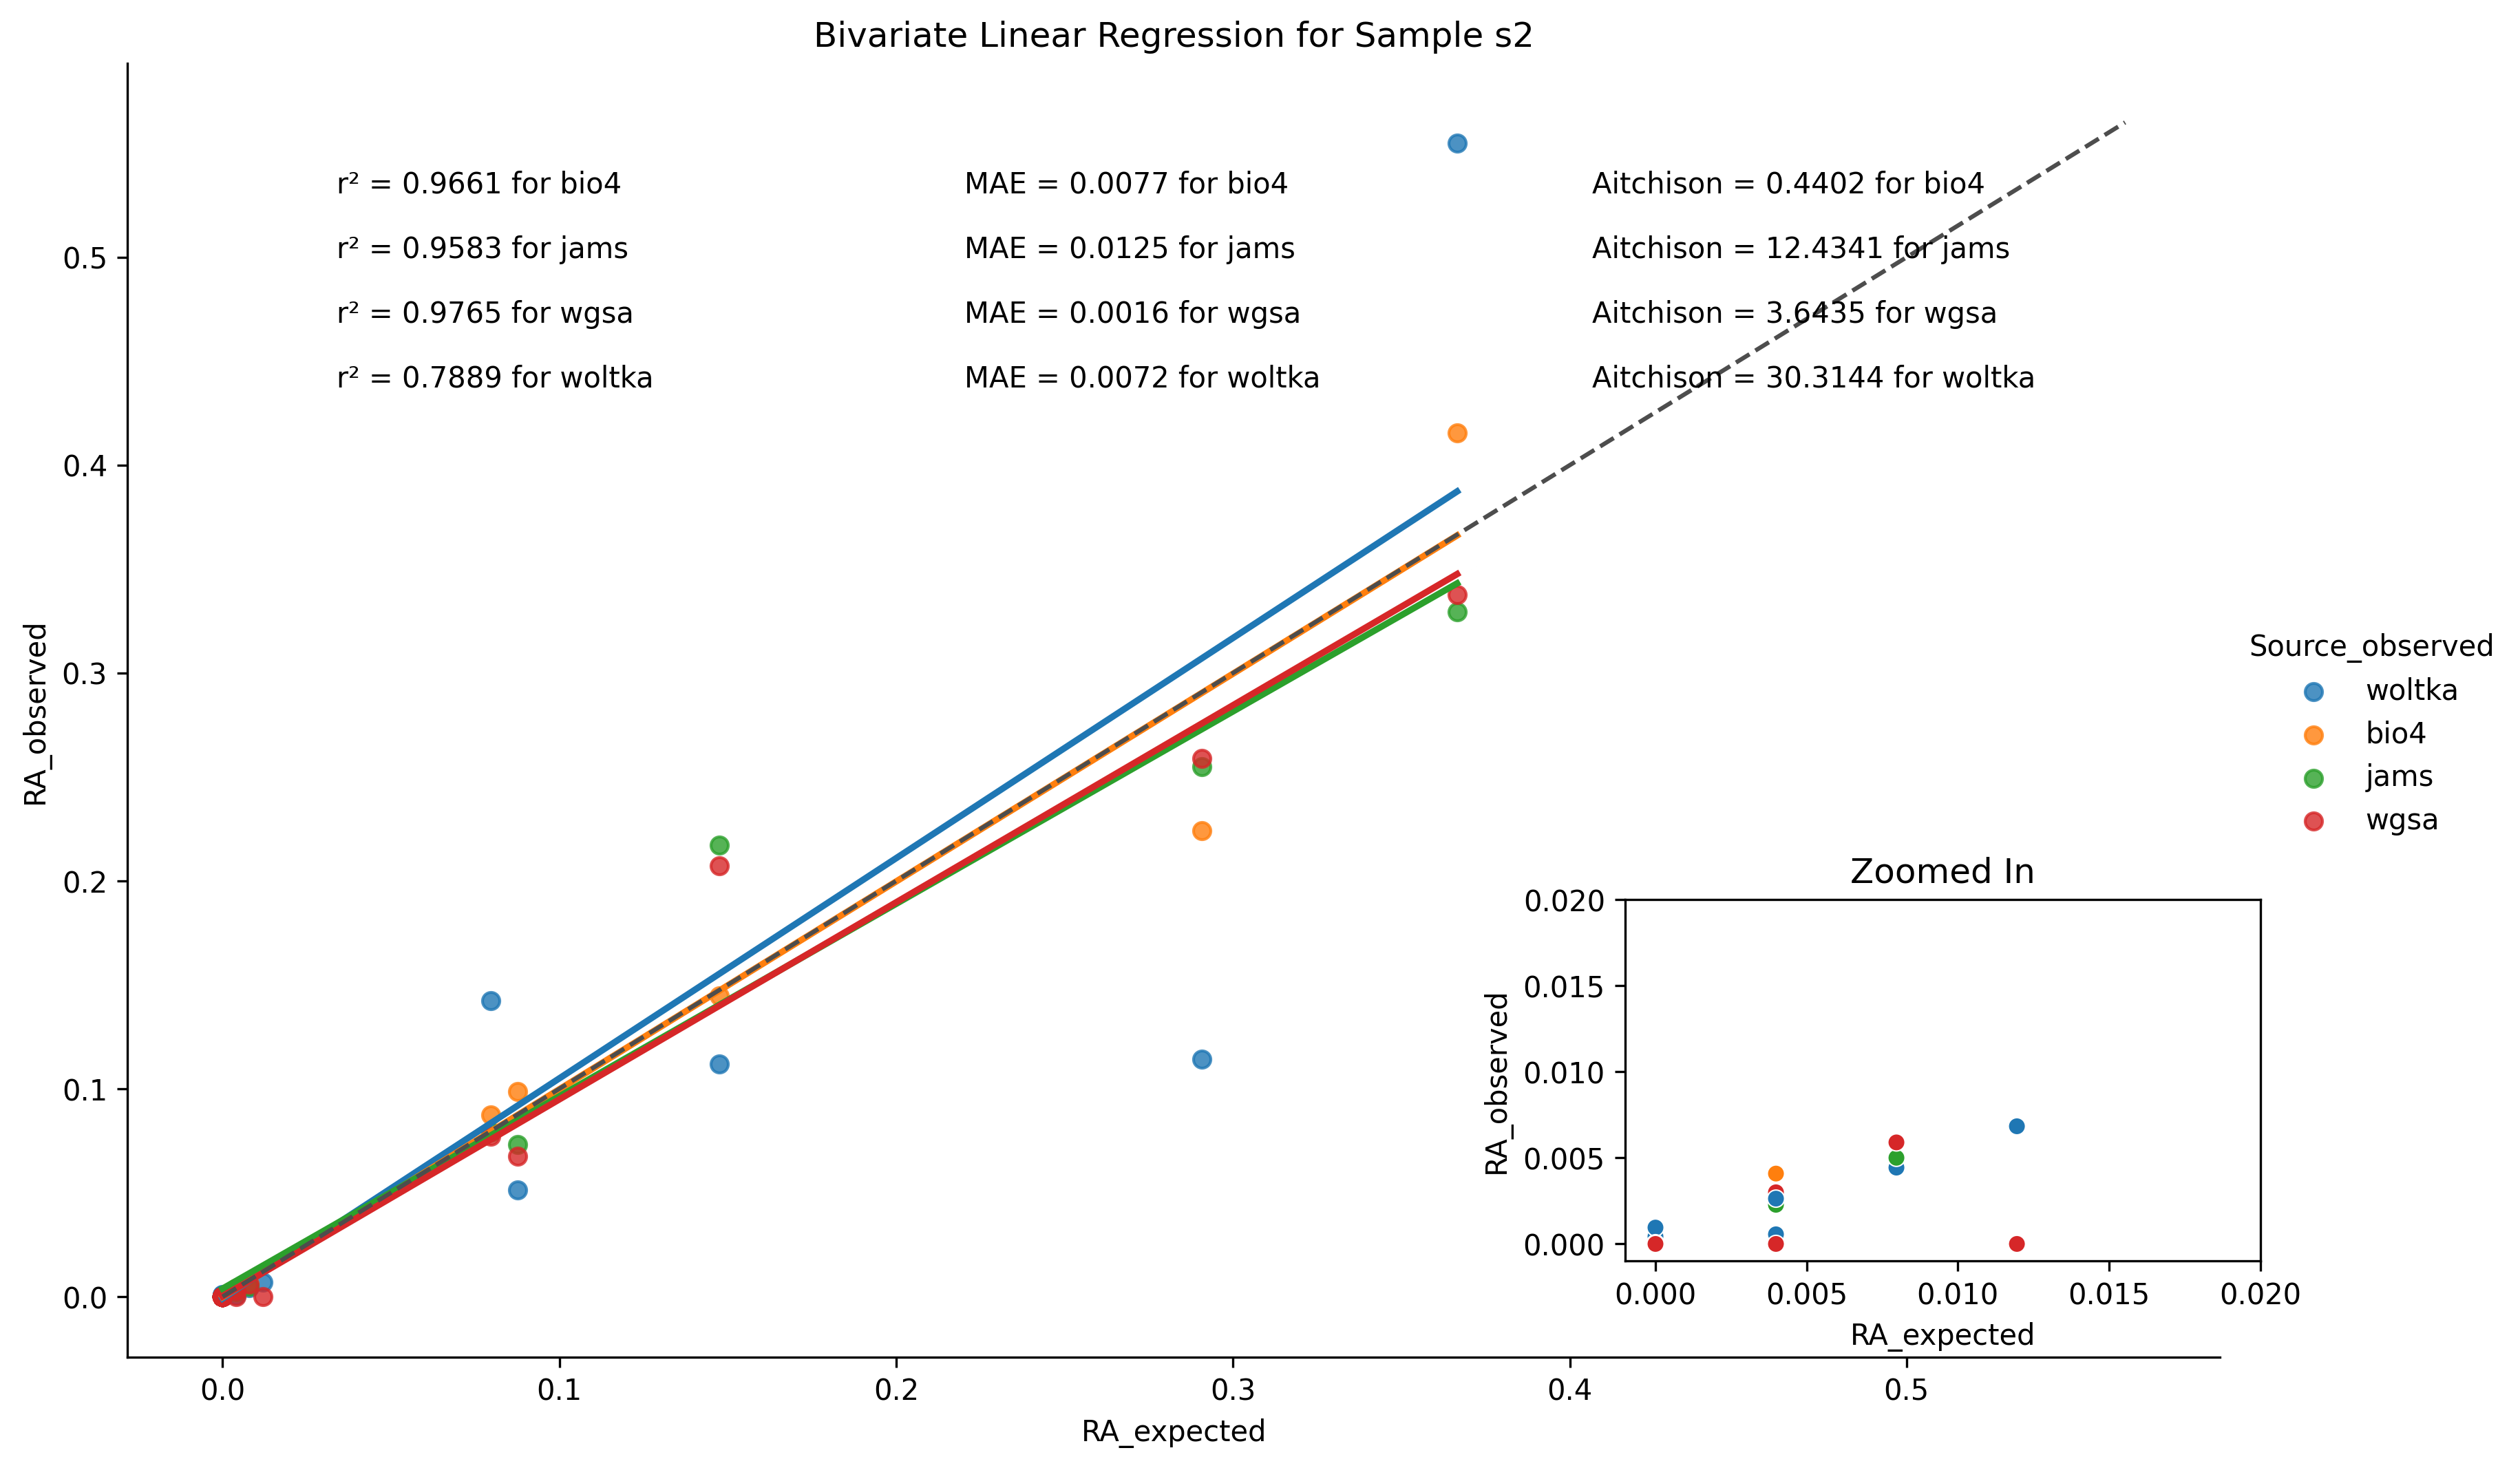 Bivariate Linear Regression for Sample s2
r² = 0.9661 for bio4
MAE = 0.0077 for bio4
Aitchison = 0.4402 for bio4
r² = 0.9583 for jams
MAE = 0.0125 for jams
Aitchison = 12.4341 for jams
r² = 0.9765 for wgsa
MAE = 0.0016 for wgsa
Aitchison = 3.6435 for wgsa
r² = 0.7889 for woltka
MAE = 0.0072 for woltka
Aitchison = 30.3144 for woltka
RA_observed
0.5
0.4
0.3
0.2
0.1
0.0
0.0
0.1
0.2
0.3
0.4
0.5
RA_expected
Source_observed
woltka
bio4
jams
wgsa
Zoomed In
RA_observed
0.020
0.015
0.010
0.005
0.000
0.000
0.005
0.010
0.015
0.020
RA_expected